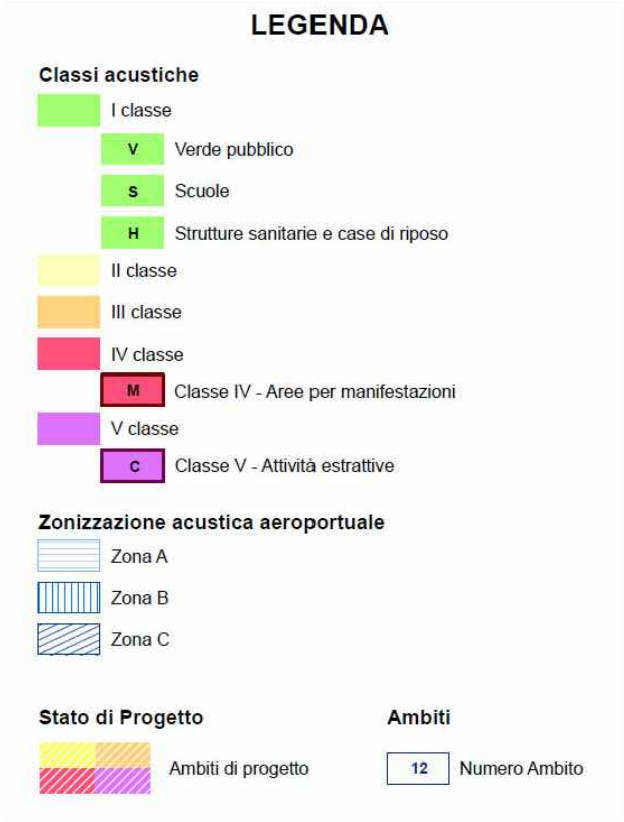 LEGENDA
Classi acustiche
I classe
V Verde pubblico
S Scuole
H Strutture sanitarie e case di riposo
II classe
III classe
IV classe
M Classe IV - Aree per manifestazioni
V classe
C Classe V - Attività estrattive
Zonizzazione acustica aeroportuale
Zona A
Zona B
Zona C
Stato di Progetto
Ambiti di progetto
Ambiti
12 Numero Ambito